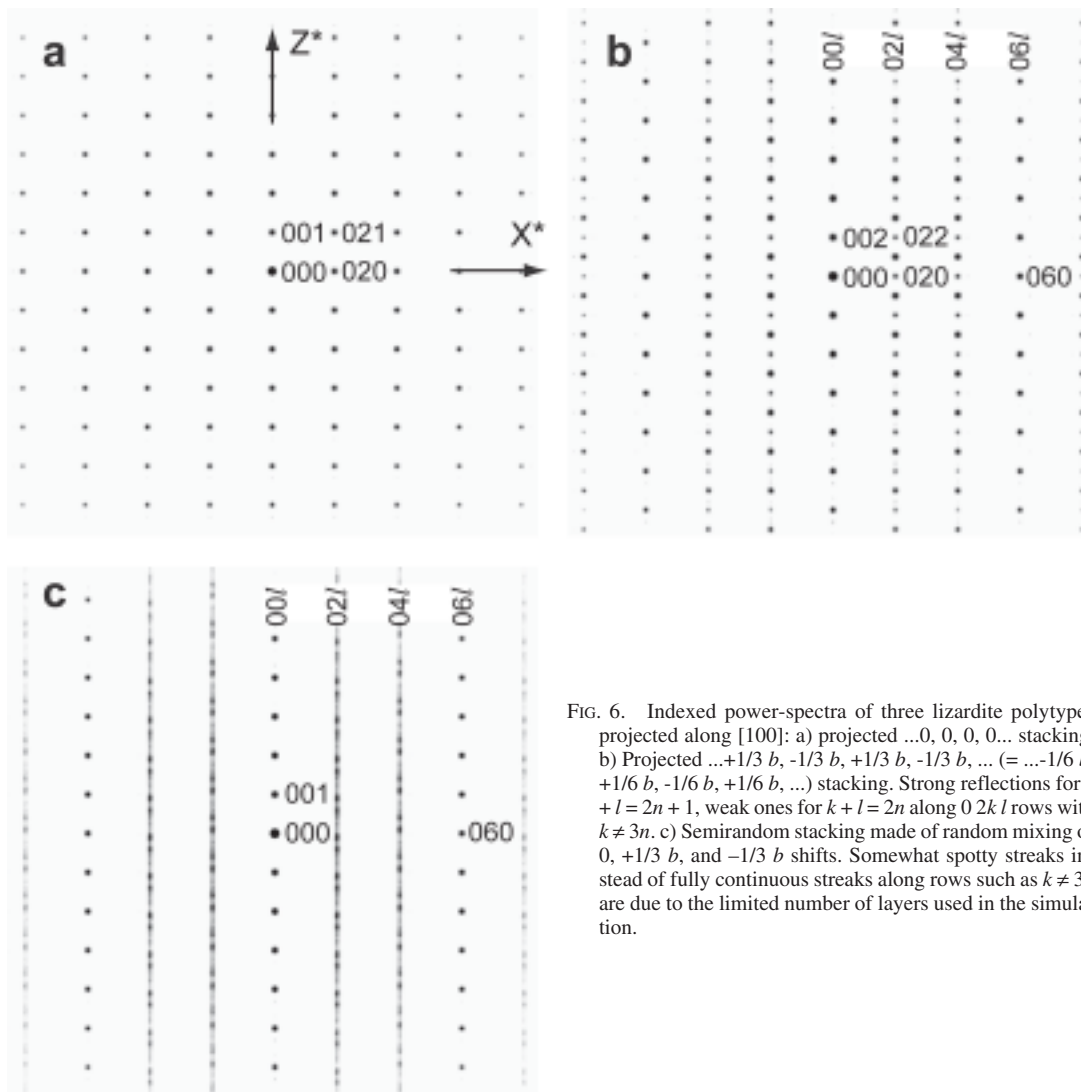 a
Z*
001 021
X*
000 020
b
00l
02l
04l
06l
002 022
000 020
060
c
00l
02l
04l
06l
001
000
060
FIG. 6. Indexed power-spectra of three lizardite polytype
projected along [100]: a) projected ...0, 0, 0, 0... stacking
b) Projected ...+1/3 b, -1/3 b, +1/3 b, -1/3 b, ... (= ...-1/6
+1/6 b, -1/6 b, +1/6 b, ...) stacking. Strong reflections for
+ l = 2n + 1, weak ones for k + l = 2n along 0 2k l rows wit
k ≠ 3n. c) Semirandom stacking made of random mixing o
0, +1/3 b, and –1/3 b shifts. Somewhat spotty streaks in
stead of fully continuous streaks along rows such as k ≠ 3
are due to the limited number of layers used in the simula
tion.